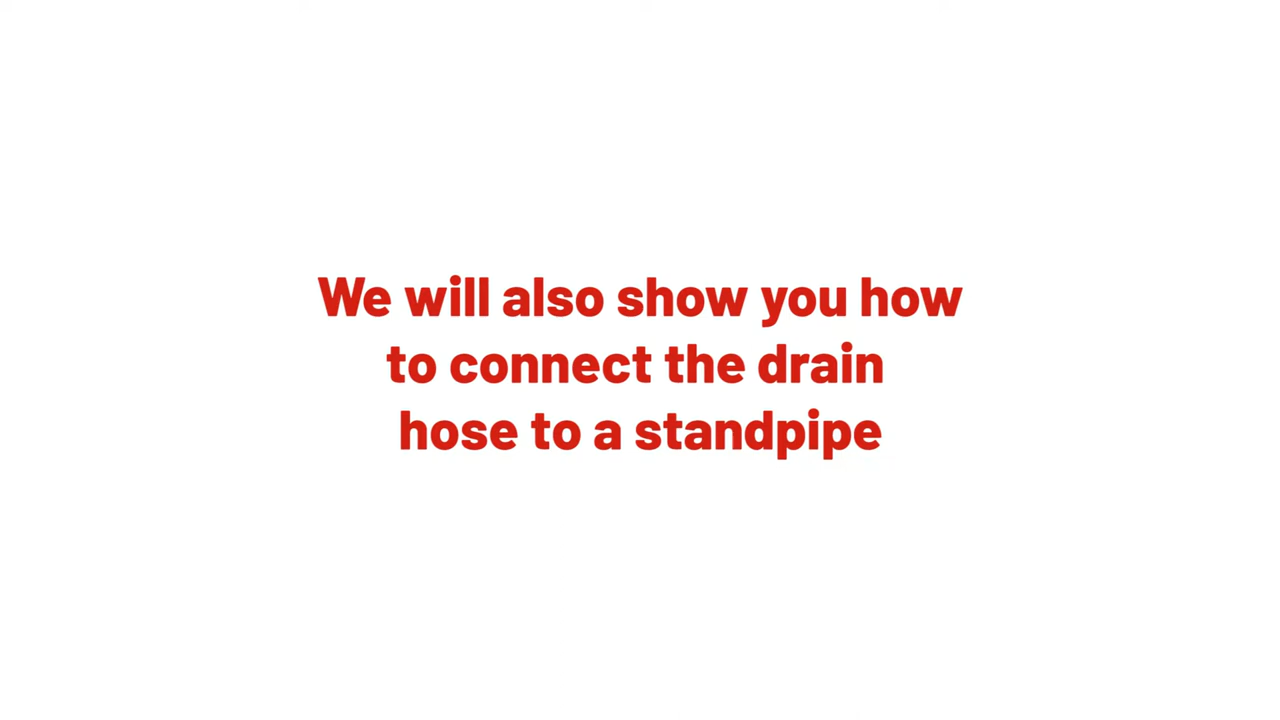 We will also show you how
to connect the drain
hose to a standpipe